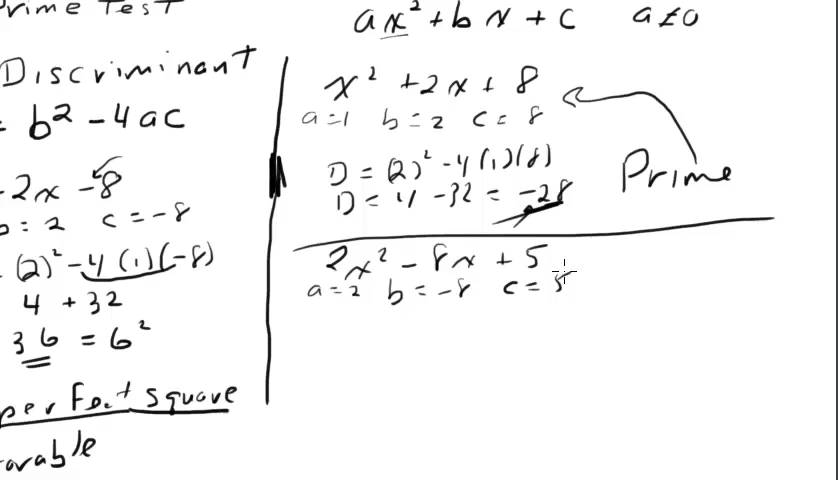 rime Test
Discriminant
= b² - 4ac
-2x - 8
b = 2 c = -8
= (2)² - 4(1)(-8)
4 + 32
36 = 6²
perfect square
orable
ax² + bx + c a≠0
x² + 2x + 8
a=1 b=2 c=8
D = (2)² - 4(1)(8)
D = 4 - 32 = -28
Prime
2x² - 8x + 5
a=2 b=-8 c=